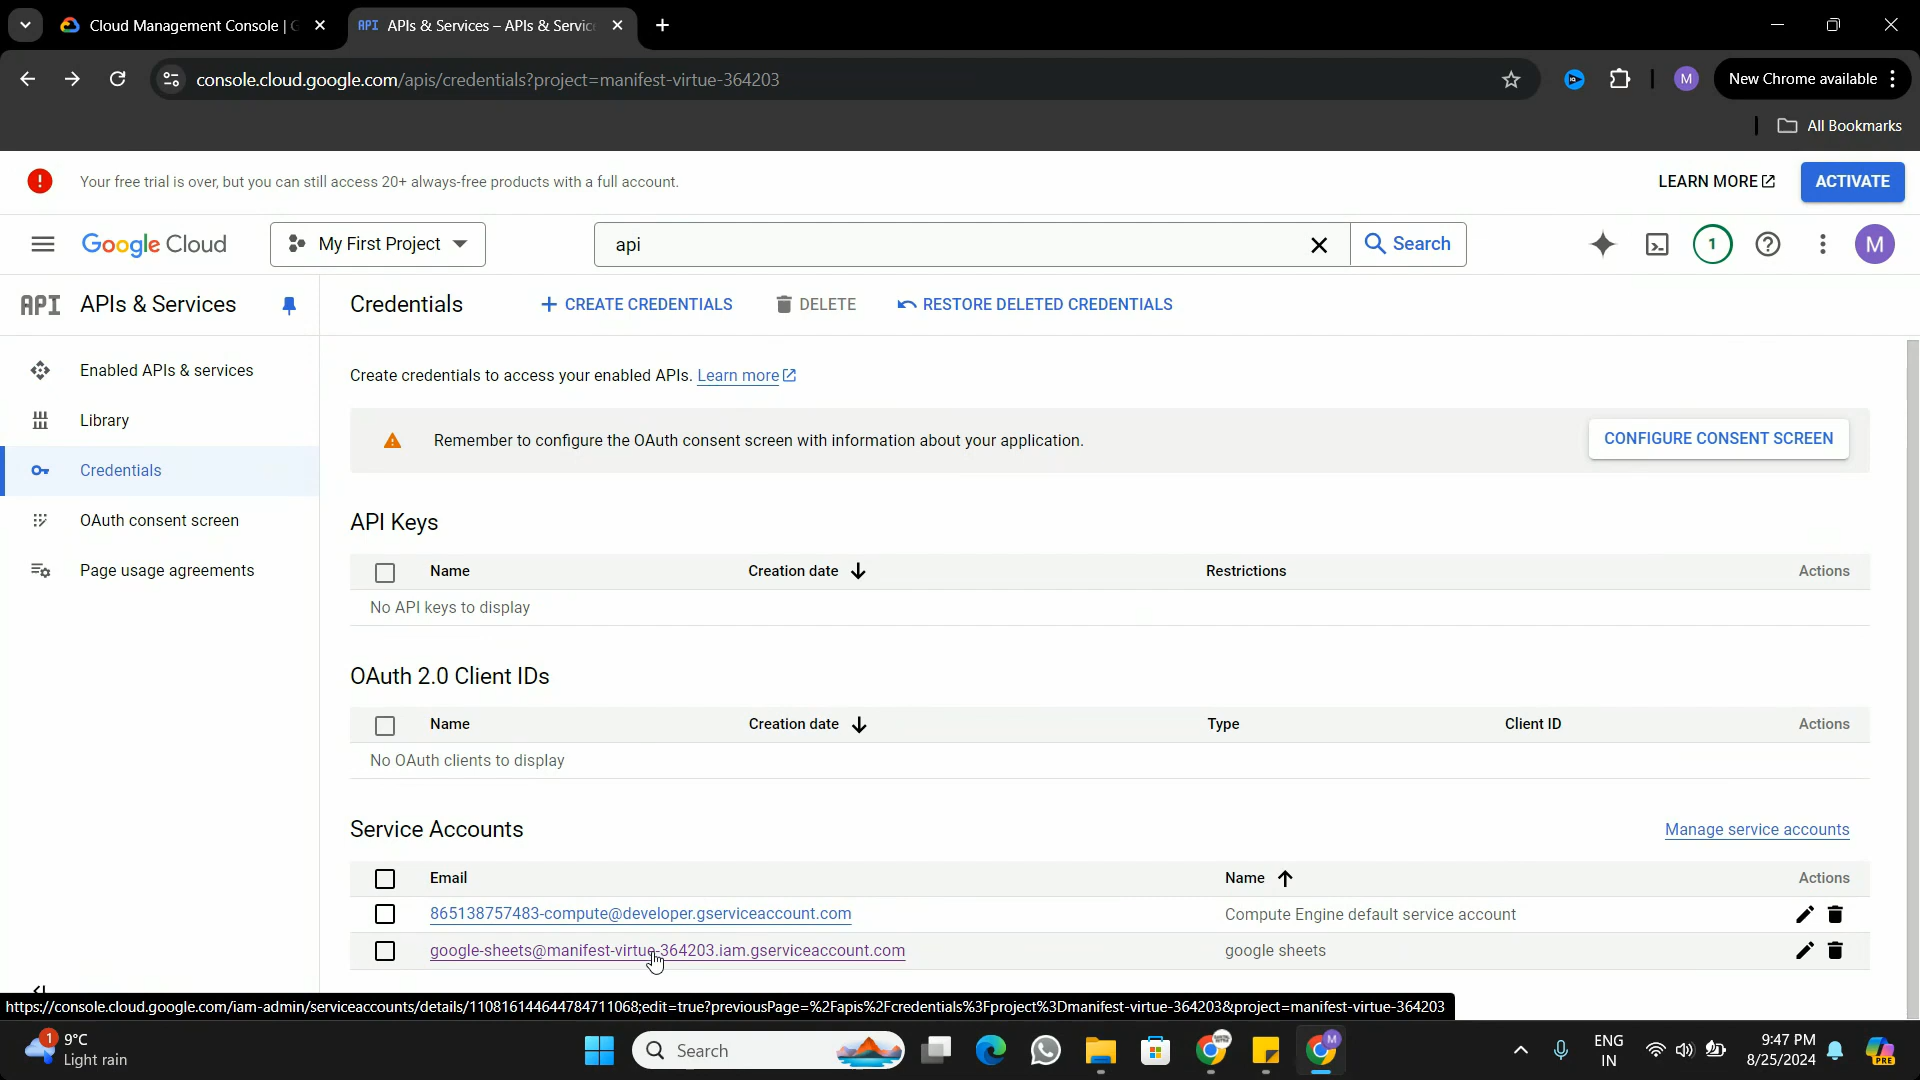 Cloud Management Console | G
API APIs & Services – APIs & Servic
console.cloud.google.com/apis/credentials?project=manifest-virtue-364203
M
New Chrome available
All Bookmarks
Your free trial is over, but you can still access 20+ always-free products with a full account.
LEARN MORE
ACTIVATE
Google Cloud
My First Project
api
Search
1
M
API APIs & Services
Credentials
CREATE CREDENTIALS
DELETE
RESTORE DELETED CREDENTIALS
Enabled APIs & services
Library
Credentials
OAuth consent screen
Page usage agreements
Create credentials to access your enabled APIs. Learn more
Remember to configure the OAuth consent screen with information about your application.
CONFIGURE CONSENT SCREEN
API Keys
Name Creation date Restrictions Actions
No API keys to display
OAuth 2.0 Client IDs
Name Creation date Type Client ID Actions
No OAuth clients to display
Service Accounts
Manage service accounts
Email Name Actions
865138757483-compute@developer.gserviceaccount.com Compute Engine default service account
google-sheets@manifest-virtue-364203.iam.gserviceaccount.com google sheets
https://console.cloud.google.com/iam-admin/serviceaccounts/details/110816144644784711068;edit=true?previousPage=%2Fapis%2Fcredentials%3Fproject%3Dmanifest-virtue-364203&project=manifest-virtue-364203
1
9°C
Light rain
Search
M
ENG
IN
9:47 PM
8/25/2024
PRE